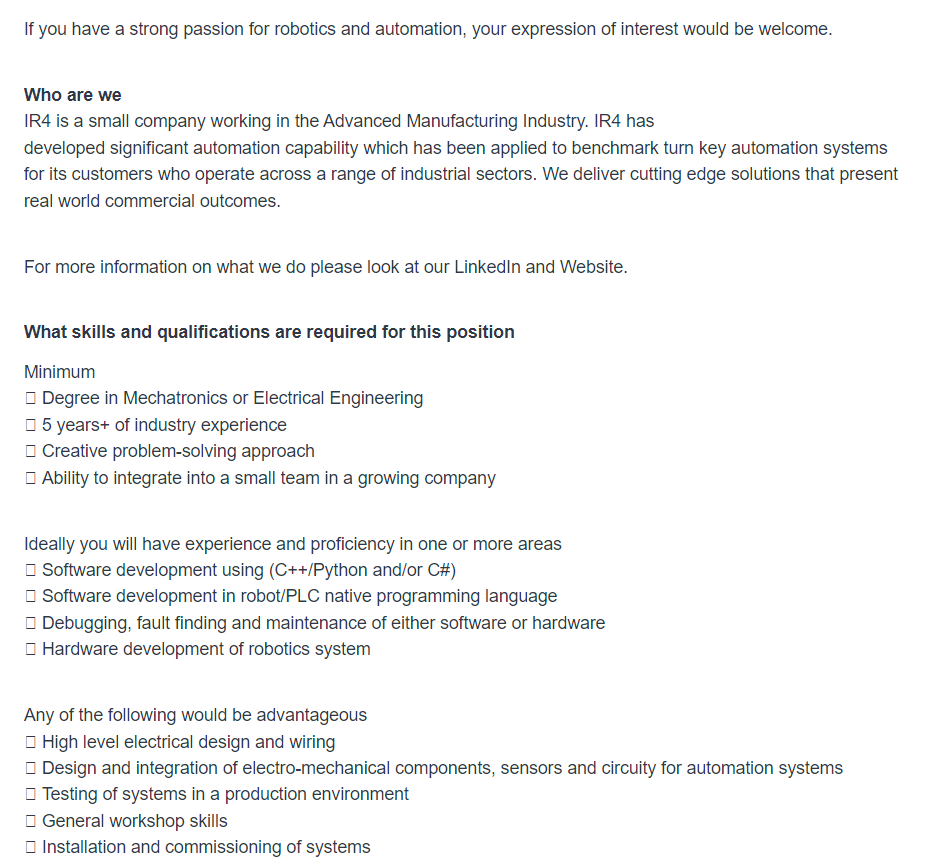 If you have a strong passion for robotics and automation, your expression of interest would be welcome.
Who are we
IR4 is a small company working in the Advanced Manufacturing Industry. IR4 has
developed significant automation capability which has been applied to benchmark turn key automation systems
for its customers who operate across a range of industrial sectors. We deliver cutting edge solutions that present
real world commercial outcomes.
For more information on what we do please look at our LinkedIn and Website.
What skills and qualifications are required for this position
Minimum
▯ Degree in Mechatronics or Electrical Engineering
▯ 5 years+ of industry experience
▯ Creative problem-solving approach
▯ Ability to integrate into a small team in a growing company
Ideally you will have experience and proficiency in one or more areas
▯ Software development using (C++/Python and/or C#)
▯ Software development in robot/PLC native programming language
▯ Debugging, fault finding and maintenance of either software or hardware
▯ Hardware development of robotics system
Any of the following would be advantageous
▯ High level electrical design and wiring
▯ Design and integration of electro-mechanical components, sensors and circuity for automation systems
▯ Testing of systems in a production environment
▯ General workshop skills
▯ Installation and commissioning of systems